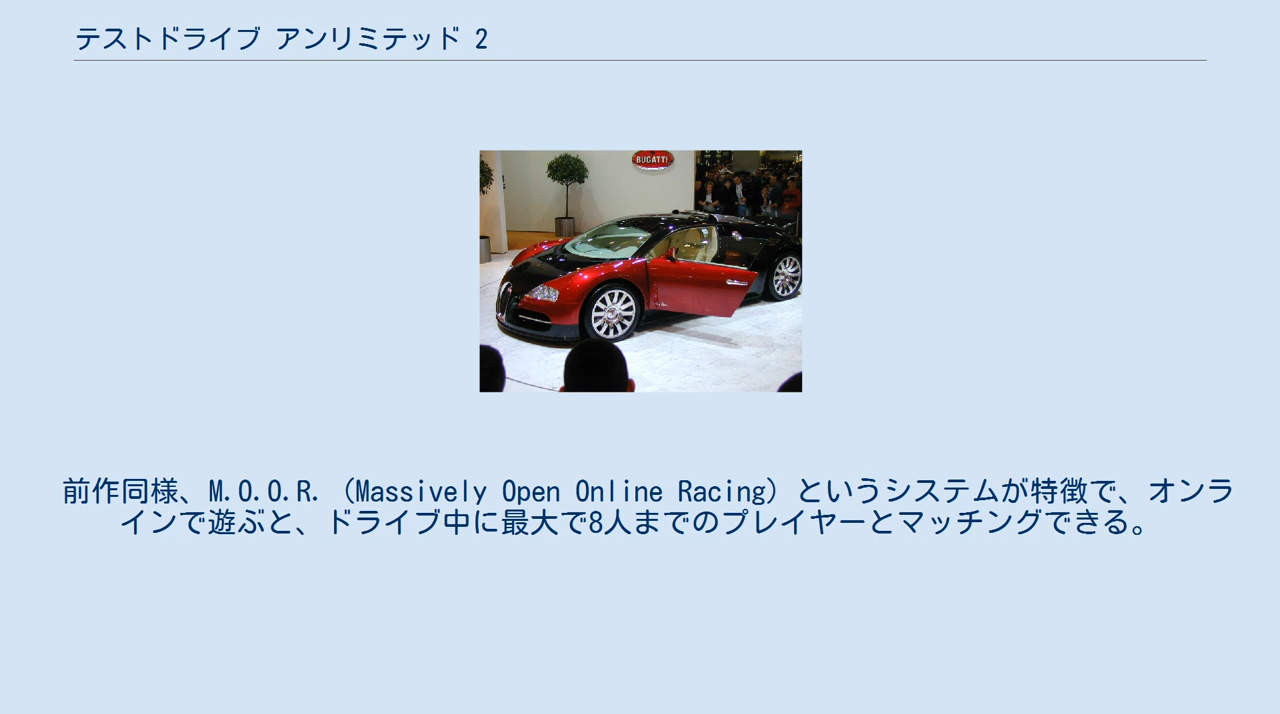 テストドライブ アンリミテッド 2
BUGATTI
前作同様、M.O.O.R.（Massively Open Online Racing）というシステムが特徴で、オンラ
インで遊ぶと、ドライブ中に最大で8人までのプレイヤーとマッチングできる。